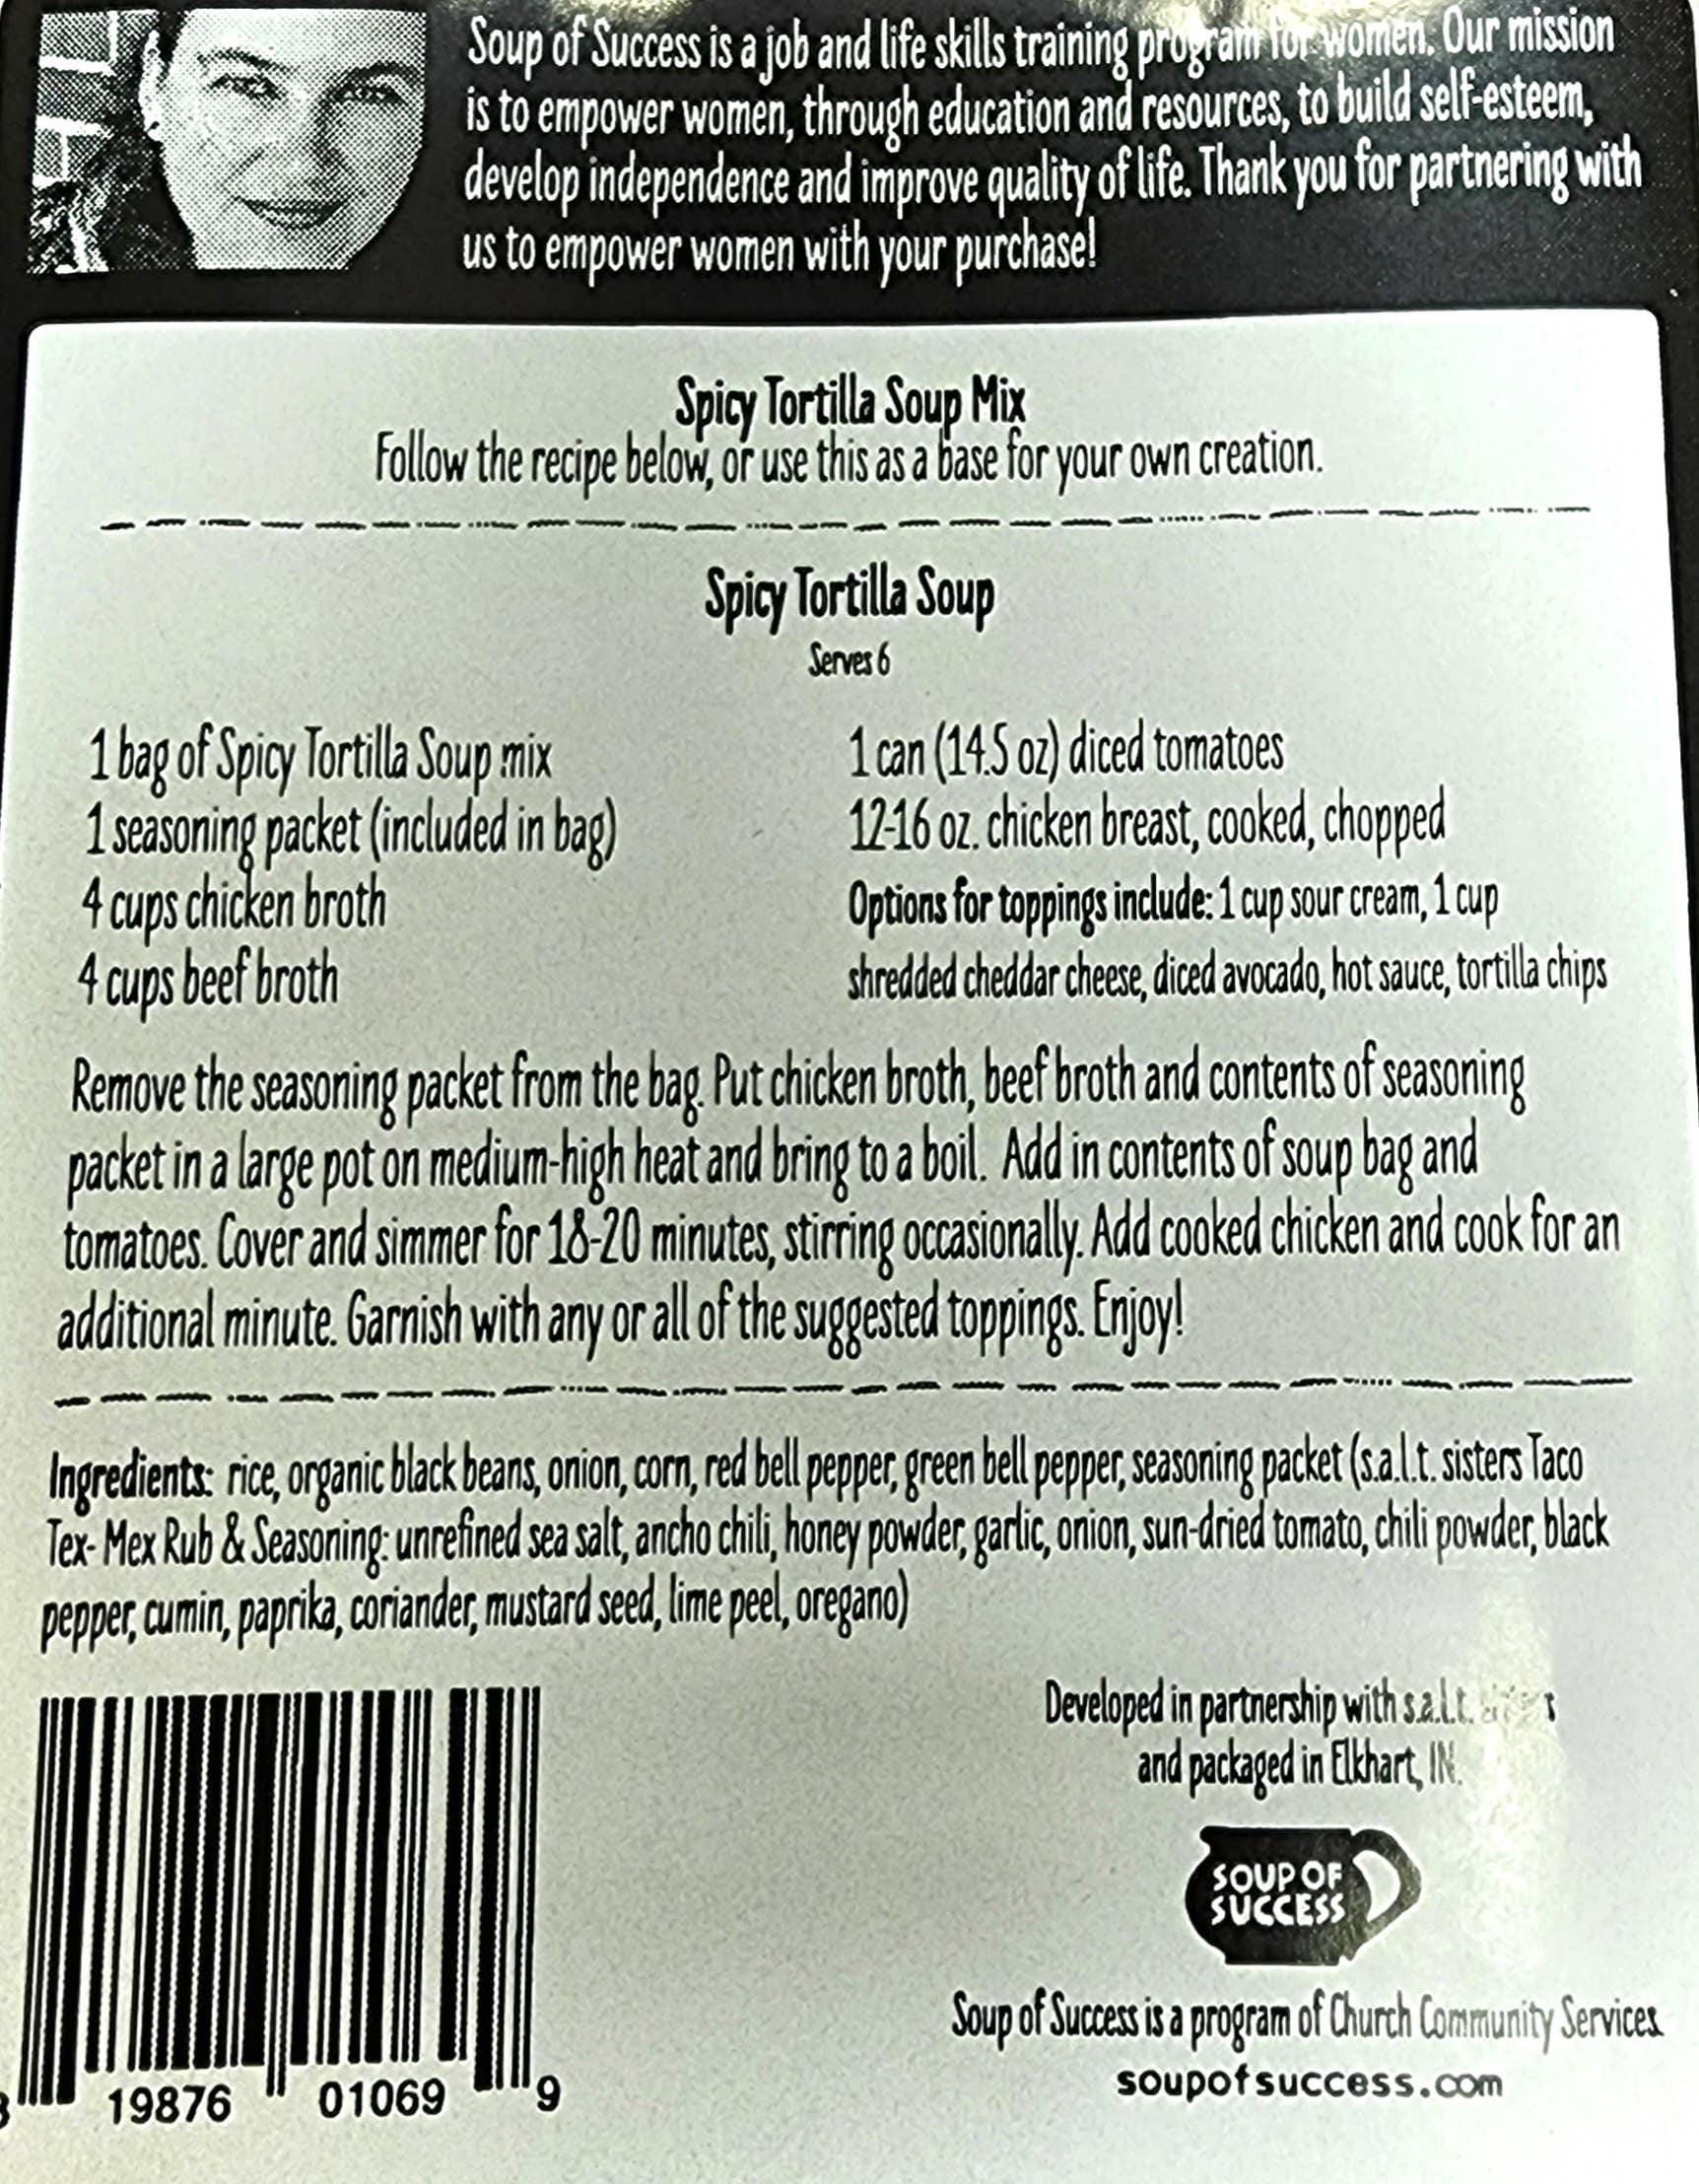 Soup of Success is a job and life skills training program for women. Our mission
is to empower women, through education and resources, to build self-esteem,
develop independence and improve quality of life. Thank you for partnering with
us to empower women with your purchase!
Spicy Tortilla Soup Mix
Follow the recipe below, or use this as a base for your own creation.
Spicy Tortilla Soup
Serves 6
1 bag of Spicy Tortilla Soup mix
1 seasoning packet (included in bag)
4 cups chicken broth
4 cups beef broth
1 can (14.5 oz) diced tomatoes
12-16 oz. chicken breast, cooked, chopped
Options for toppings include: 1 cup sour cream, 1 cup
shredded cheddar cheese, diced avocado, hot sauce, tortilla chips
Remove the seasoning packet from the bag. Put chicken broth, beef broth and contents of seasoning
packet in a large pot on medium-high heat and bring to a boil. Add in contents of soup bag and
tomatoes. Cover and simmer for 18-20 minutes, stirring occasionally. Add cooked chicken and cook for an
additional minute. Garnish with any or all of the suggested toppings. Enjoy!
Ingredients: rice, organic black beans, onion, corn, red bell pepper, green bell pepper, seasoning packet (s.a.l.t. sisters Taco
Tex- Mex Rub & Seasoning: unrefined sea salt, ancho chili, honey powder, garlic, onion, sun-dried tomato, chili powder, black
pepper, cumin, paprika, coriander, mustard seed, lime peel, oregano)
Developed in partnership with s.a.l.t.
and packaged in Elkhart, IN.
SOUP OF
SUCCESS
Soup of Success is a program of Church Community Services
soupofsuccess.com
19876 01069 9